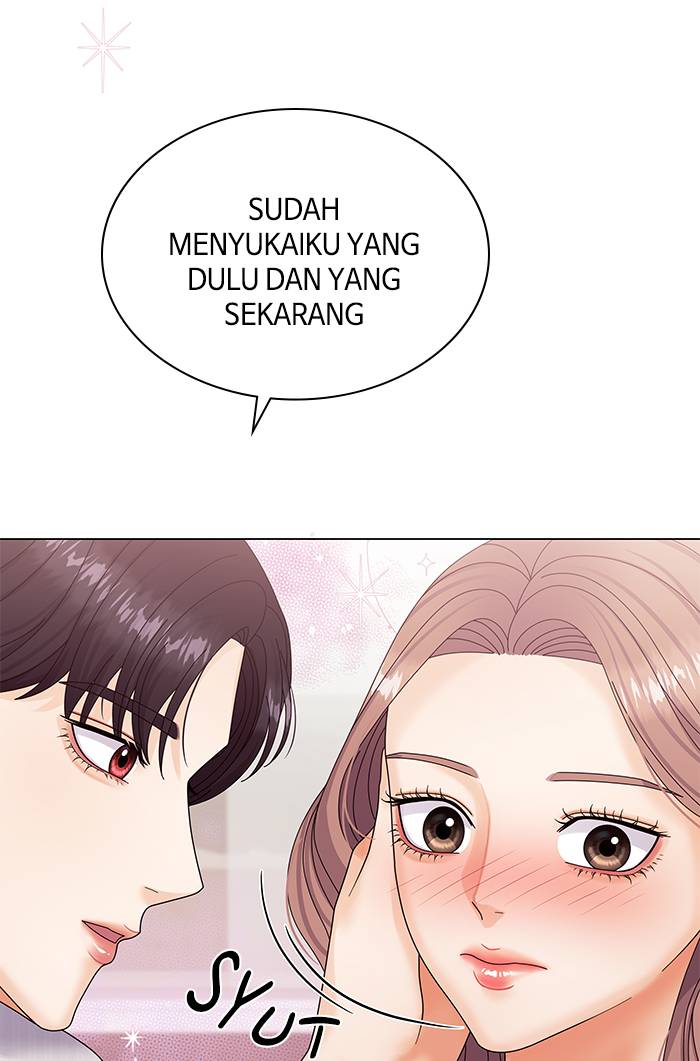 SUDAH
MENYUKAIKU YANG
DULU DAN YANG
SEKARANG
SYUT